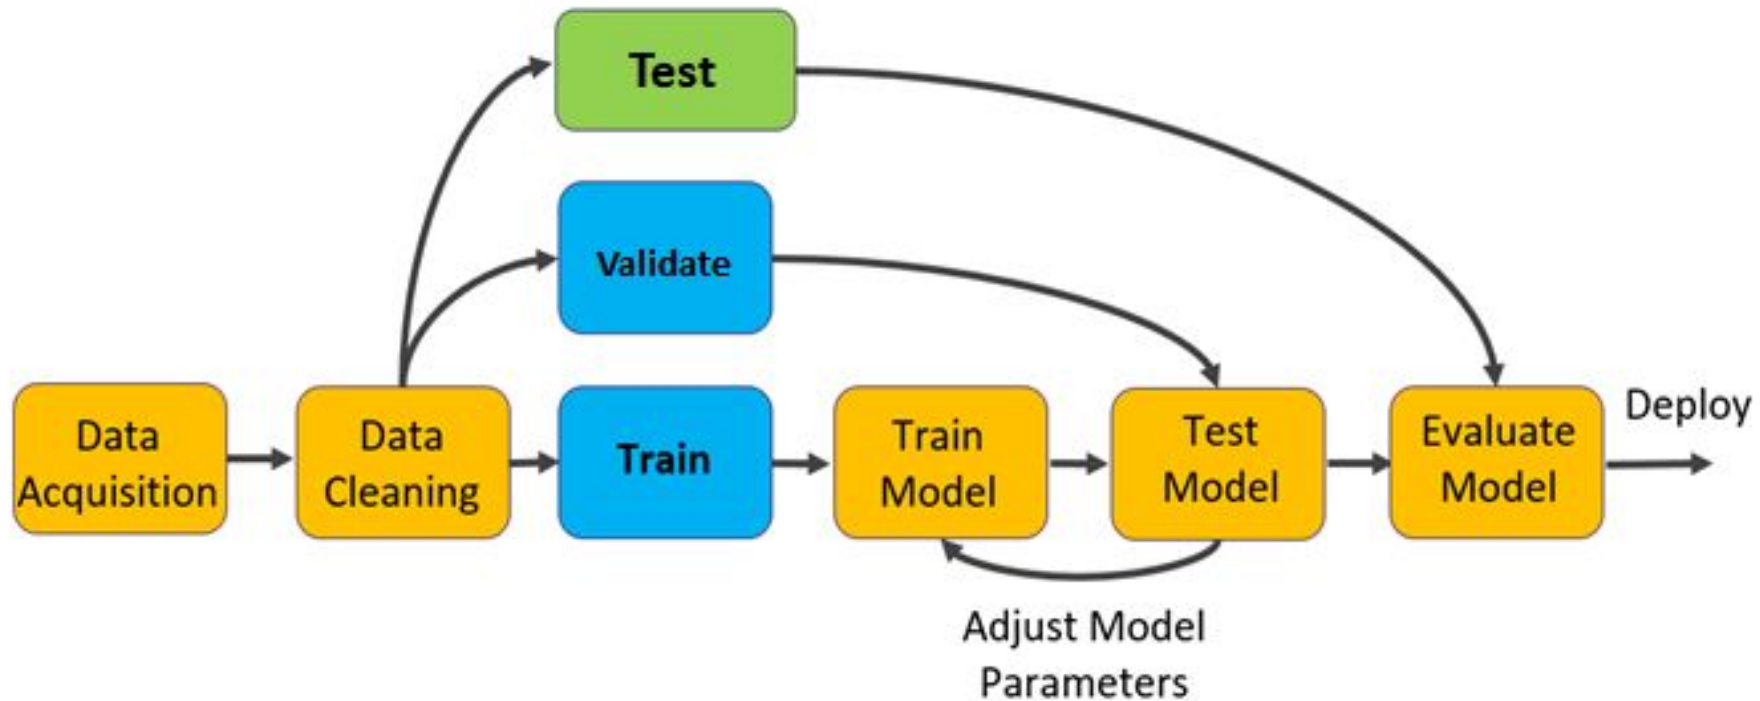 Test
Validate
Data
Acquisition
Data
Cleaning
Train
Train
Model
Test
Model
Evaluate
Model
Deploy
Adjust Model
Parameters